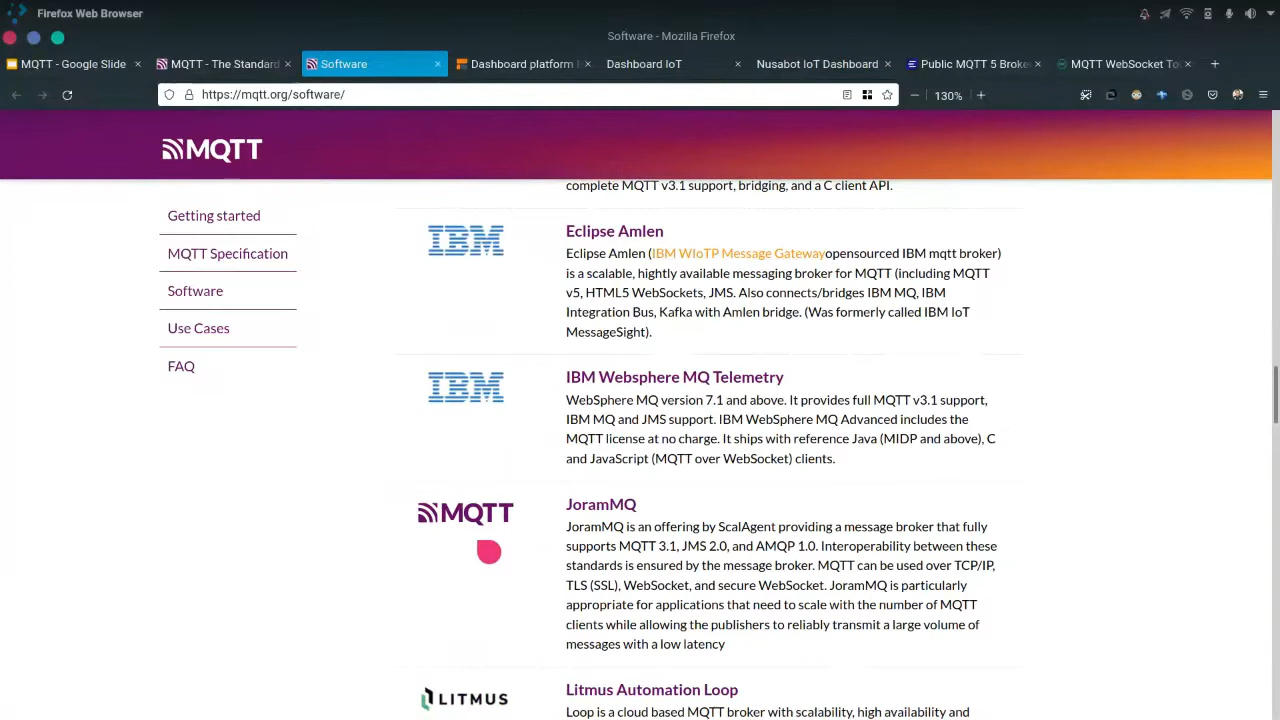 Firefox Web Browser
Software - Mozilla Firefox
MQTT - Google Slide
MQTT - The Standard
Software
Dashboard platform
Dashboard IoT
Nusabot IoT Dashboard
Public MQTT 5 Broke
MQTT WebSocket To
https://mqtt.org/software/
130%
MQTT
complete MQTT v3.1 support, bridging, and a C client API.
Getting started
MQTT Specification
Software
Use Cases
FAQ
IBM
Eclipse Amlen
Eclipse Amlen (IBM WIoTP Message Gatewayopensourced IBM mqtt broker)
is a scalable, hightly available messaging broker for MQTT (including MQTT
v5, HTML5 WebSockets, JMS. Also connects/bridges IBM MQ, IBM
Integration Bus, Kafka with Amlen bridge. (Was formerly called IBM IoT
MessageSight).
IBM
IBM Websphere MQ Telemetry
WebSphere MQ version 7.1 and above. It provides full MQTT v3.1 support,
IBM MQ and JMS support. IBM WebSphere MQ Advanced includes the
MQTT license at no charge. It ships with reference Java (MIDP and above), C
and JavaScript (MQTT over WebSocket) clients.
MQTT
JoramMQ
JoramMQ is an offering by ScalAgent providing a message broker that fully
supports MQTT 3.1, JMS 2.0, and AMQP 1.0. Interoperability between these
standards is ensured by the message broker. MQTT can be used over TCP/IP,
TLS (SSL), WebSocket, and secure WebSocket. JoramMQ is particularly
appropriate for applications that need to scale with the number of MQTT
clients while allowing the publishers to reliably transmit a large volume of
messages with a low latency
LITMUS
Litmus Automation Loop
Loop is a cloud based MQTT broker with scalability, high availability and